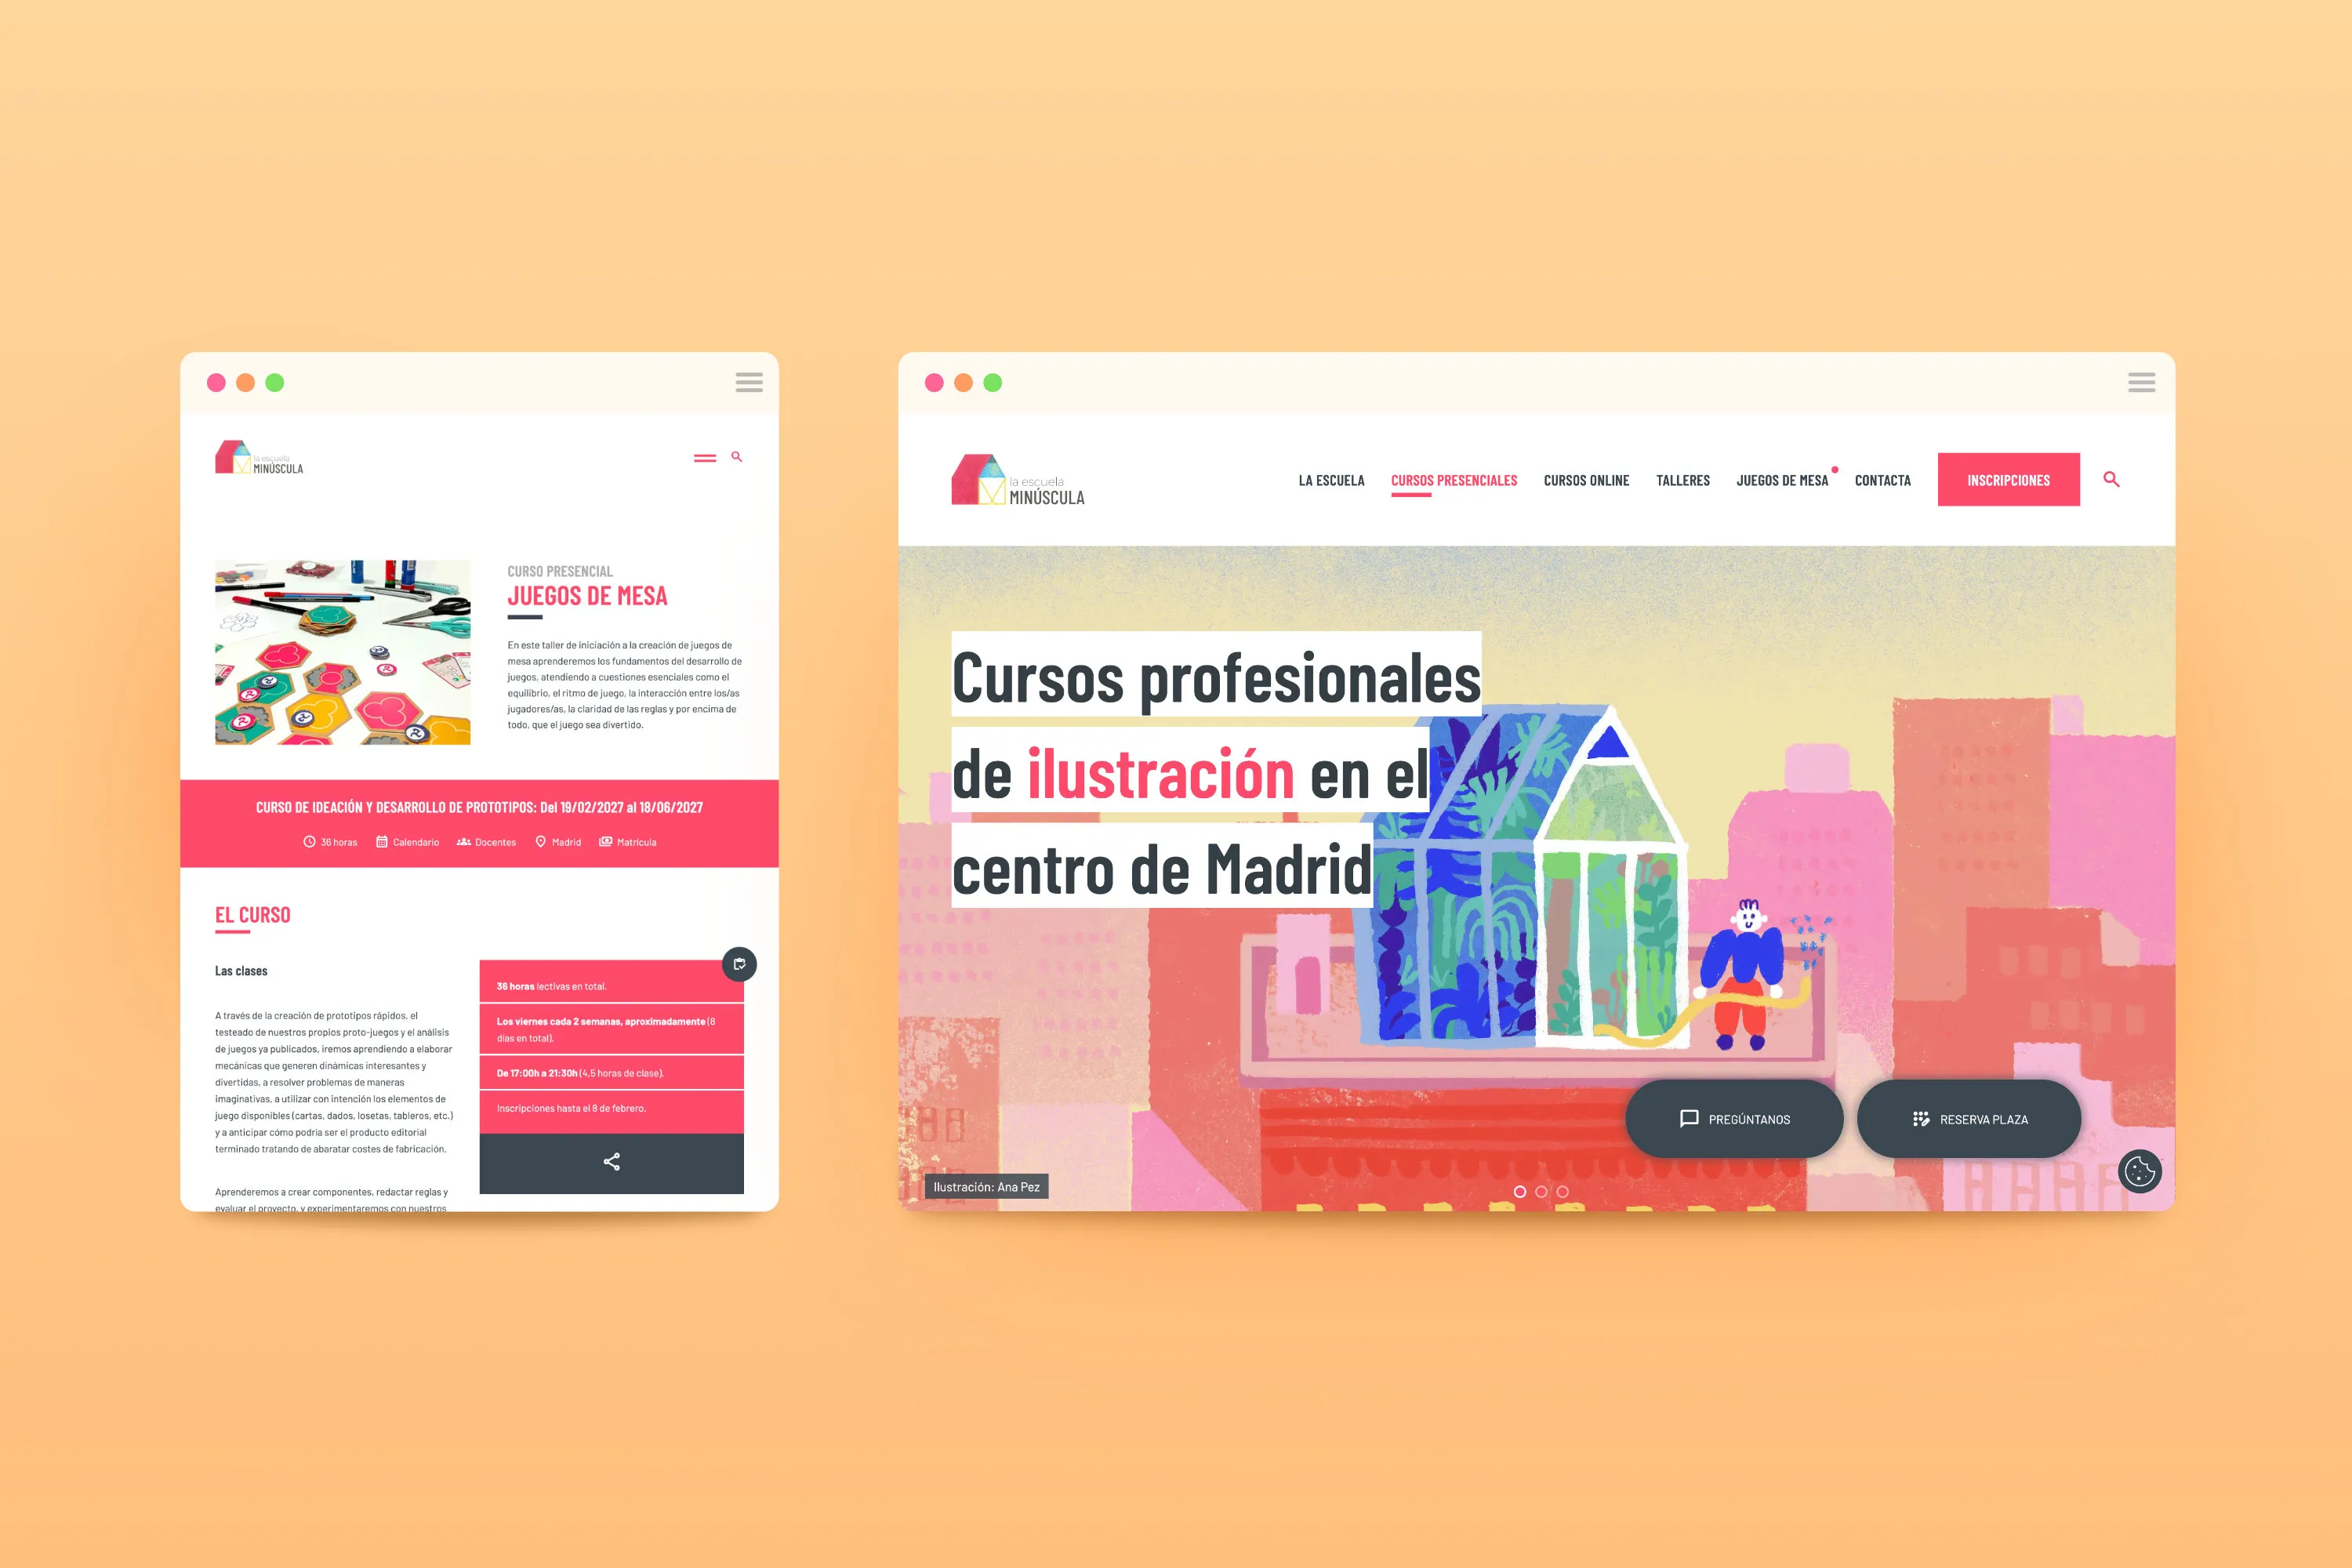 la escuela
MINÚSCULA
CURSO PRESENCIAL
JUEGOS DE MESA
En este taller de iniciación a la creación de juegos de
mesa aprenderemos los fundamentos del desarrollo de
juegos, atendiendo a cuestiones esenciales como el
equilibrio, el ritmo de juego, la interacción entre los/as
jugadores/as, la claridad de las reglas y por encima de
todo, que el juego sea divertido.
CURSO DE IDEACIÓN Y DESARROLLO DE PROTOTIPOS: Del 19/02/2027 al 18/06/2027
36 horas Calendario Docentes Madrid Matrícula
EL CURSO
Las clases
A través de la creación de prototipos rápidos, el
testeado de nuestros propios proto-juegos y el análisis
de juegos ya publicados, iremos aprendiendo a elaborar
mecánicas que generen dinámicas interesantes y
divertidas, a resolver problemas de maneras
imaginativas, a utilizar con intención los elementos de
juego disponibles (cartas, dados, losetas, tableros, etc.)
y a anticipar cómo podría ser el producto editorial
terminado tratando de abaratar costes de fabricación.
Aprenderemos a crear componentes, redactar reglas y
evaluar el proyecto, y experimentaremos con nuestros
36 horas lectivas en total.
Los viernes cada 2 semanas, aproximadamente (8
días en total).
De 17:00h a 21:30h (4,5 horas de clase).
Inscripciones hasta el 8 de febrero.
la escuela
MINÚSCULA
LA ESCUELA CURSOS PRESENCIALES CURSOS ONLINE TALLERES JUEGOS DE MESA CONTACTA INSCRIPCIONES
Cursos profesionales
de ilustración en el
centro de Madrid
PREGÚNTANOS RESERVA PLAZA
Ilustración: Ana Pez